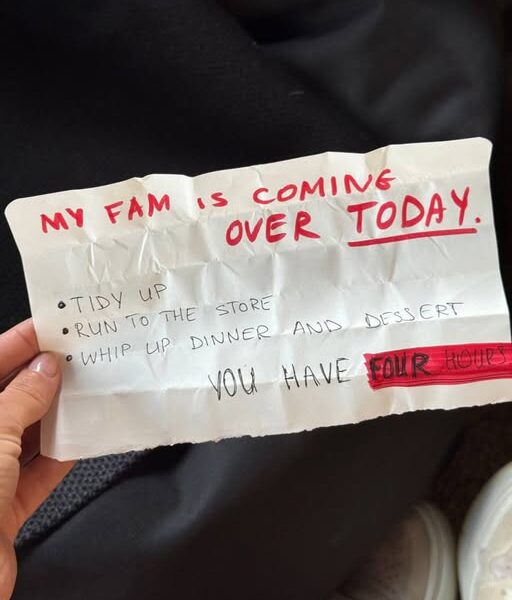 MY FAM IS COMING
OVER TODAY.
• TIDY UP
• RUN TO THE STORE
• WHIP UP DINNER AND DESSERT
YOU HAVE FOUR HOURS